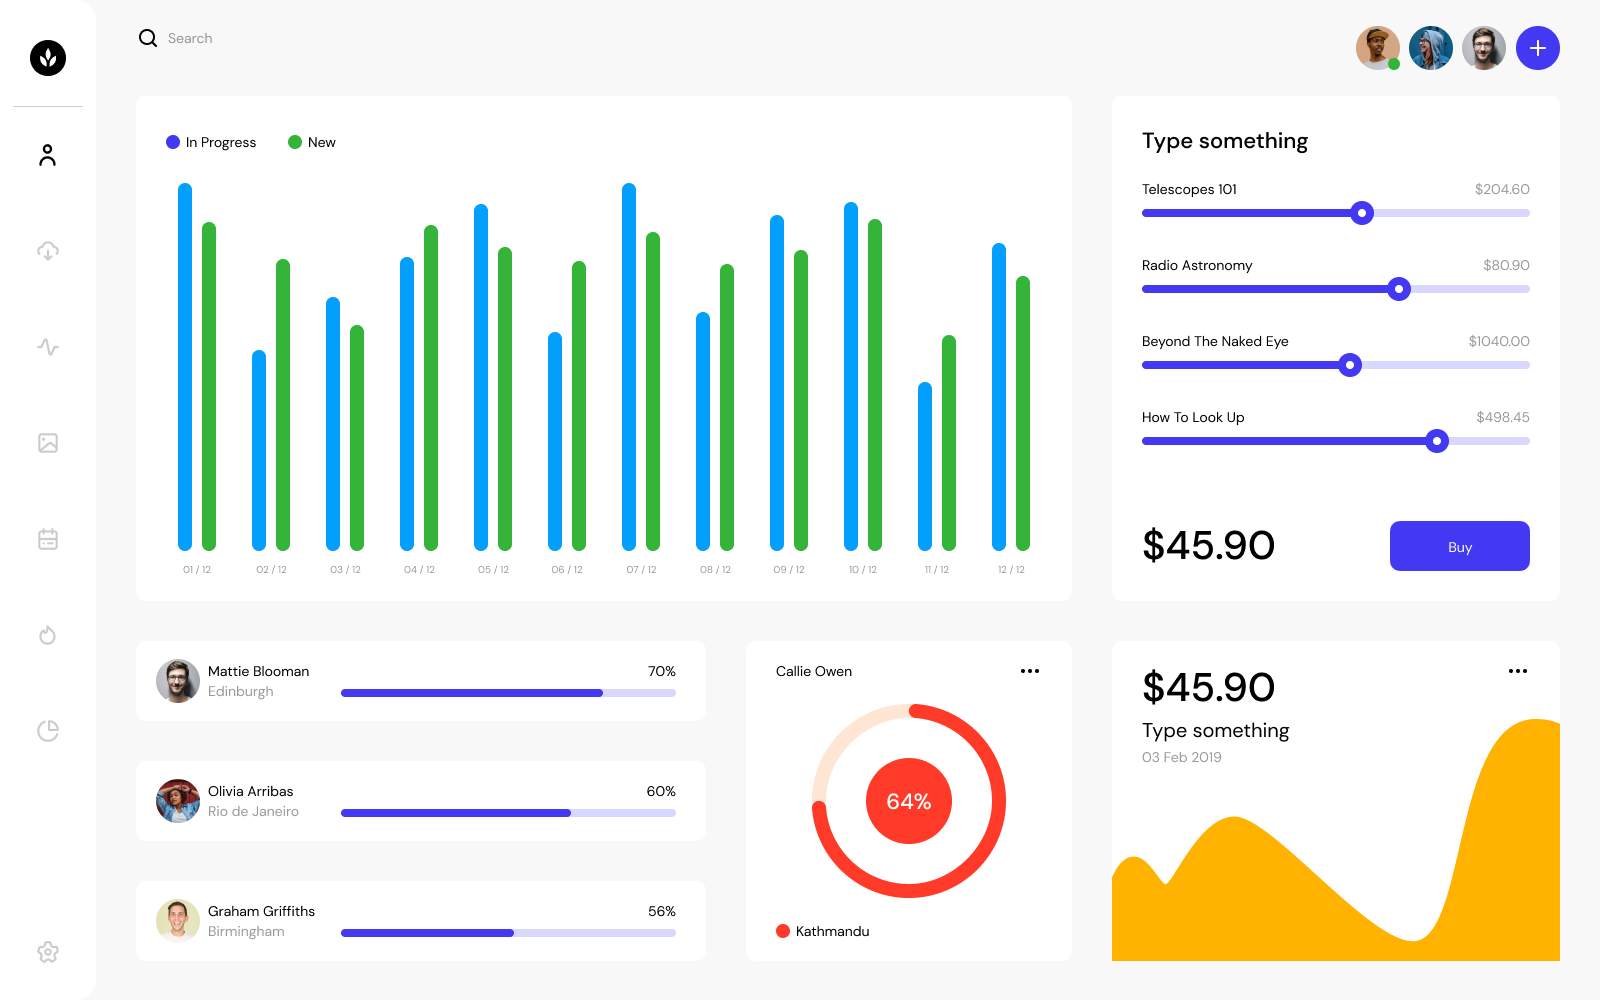 Search
In Progress
New
01 / 12
02 / 12
03 / 12
04 / 12
05 / 12
06 / 12
07 / 12
08 / 12
09 / 12
10 / 12
11 / 12
12 / 12
Type something
Telescopes 101
$204.60
Radio Astronomy
$80.90
Beyond The Naked Eye
$1040.00
How To Look Up
$498.45
$45.90
Buy
Mattie Blooman
Edinburgh
70%
Olivia Arribas
Rio de Janeiro
60%
Graham Griffiths
Birmingham
56%
Callie Owen
64%
Kathmandu
$45.90
Type something
03 Feb 2019